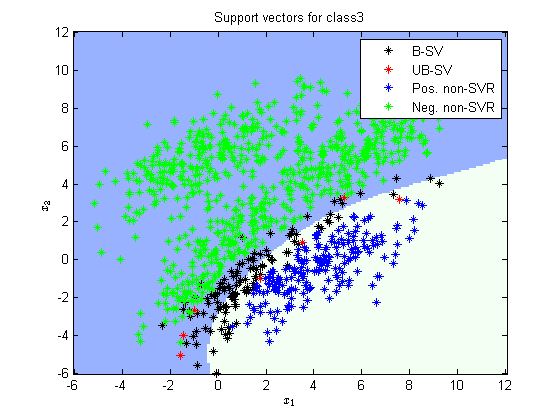 Support vectors for class3
12
10
8
6
4
2
0
-2
-4
-6
-6
-4
-2
0
2
4
6
8
10
12
x₁
x₂
B-SV
UB-SV
Pos. non-SVR
Neg. non-SVR